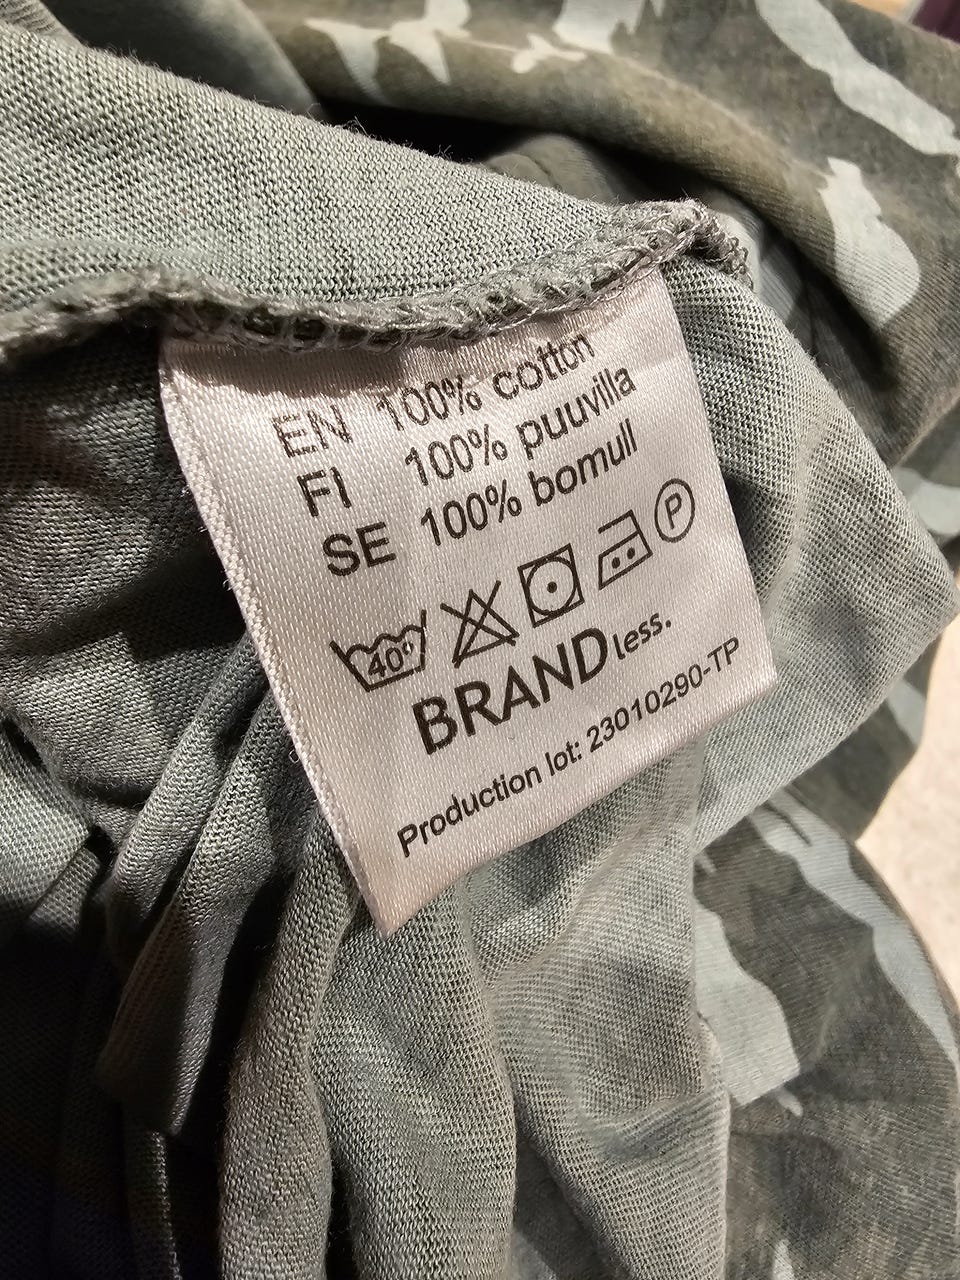 EN 100% cotton
FI 100% puuvilla
SE 100% bomull
40° P
BRANDless.
Production lot: 23010290-TP